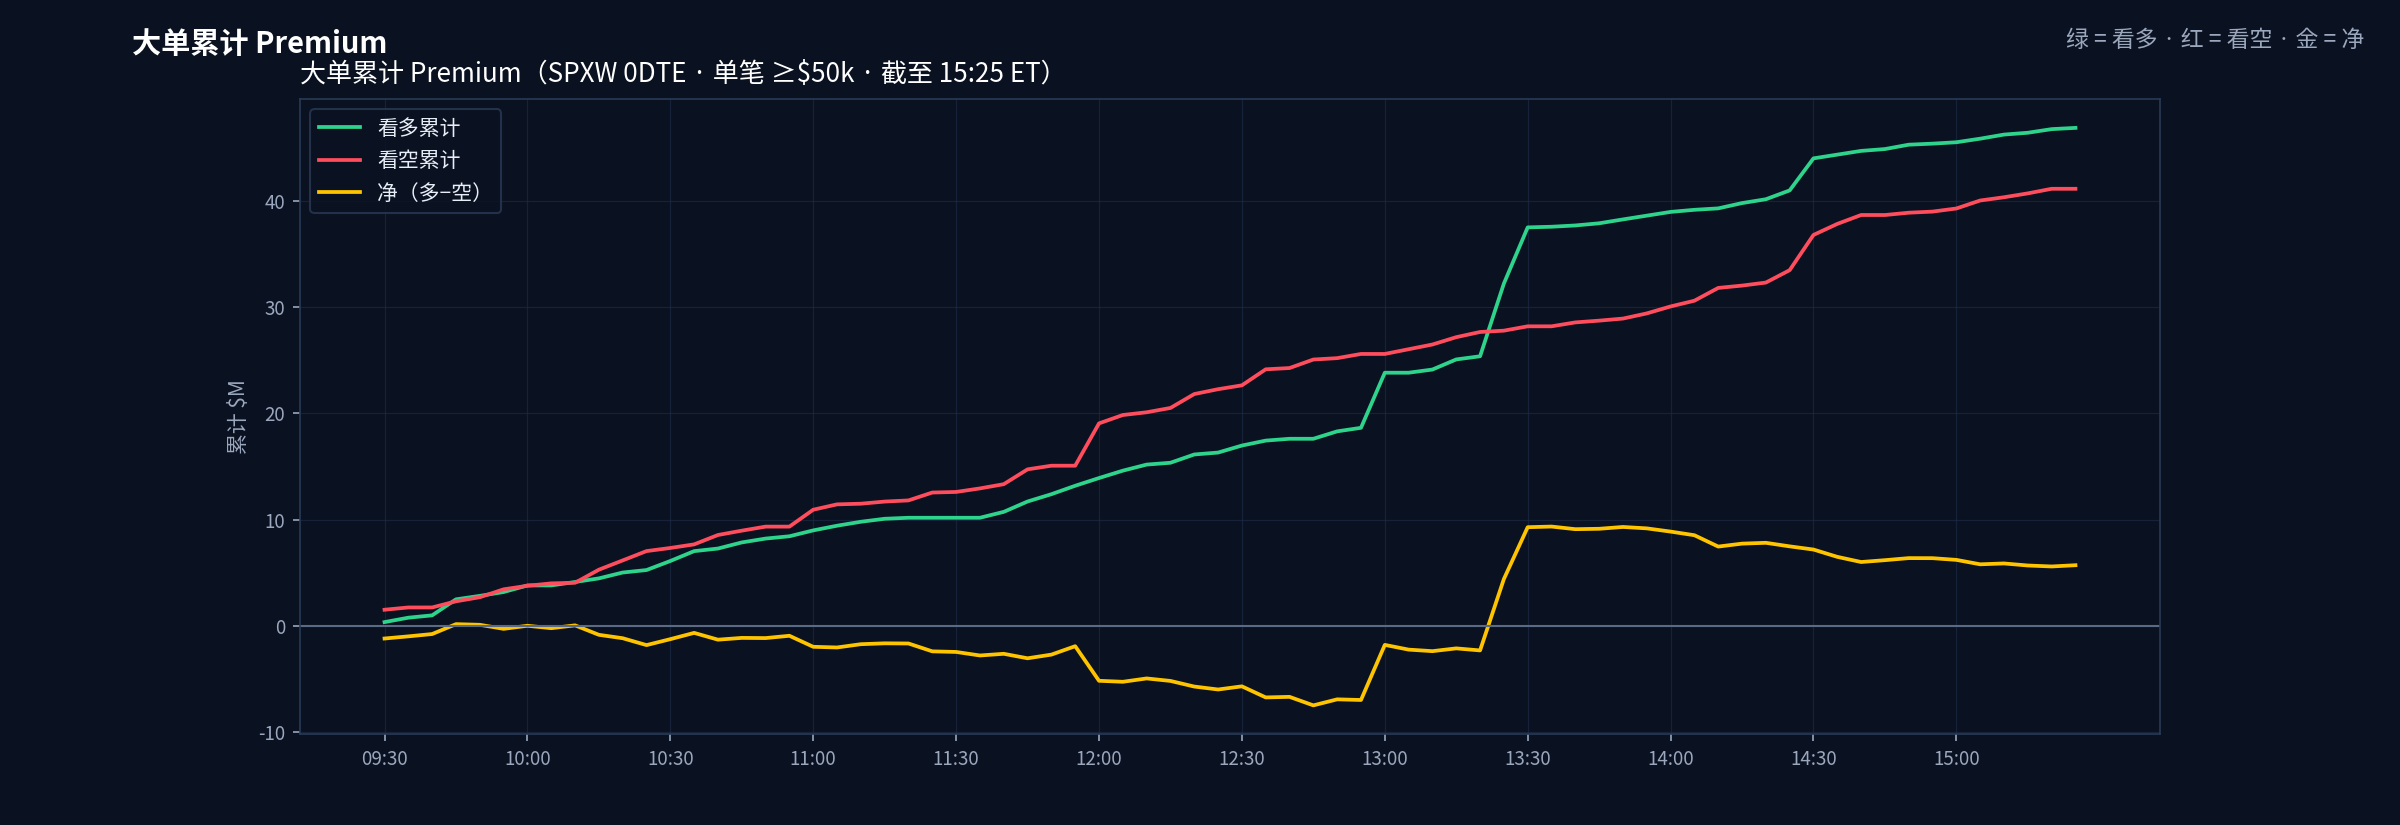 大单累计 Premium
绿 = 看多 · 红 = 看空 · 金 = 净
大单累计 Premium（SPXW 0DTE · 单笔 ≥$50k · 截至 15:25 ET）
看多累计
看空累计
净（多−空）
累计 $M
40
30
20
10
0
-10
09:30
10:00
10:30
11:00
11:30
12:00
12:30
13:00
13:30
14:00
14:30
15:00